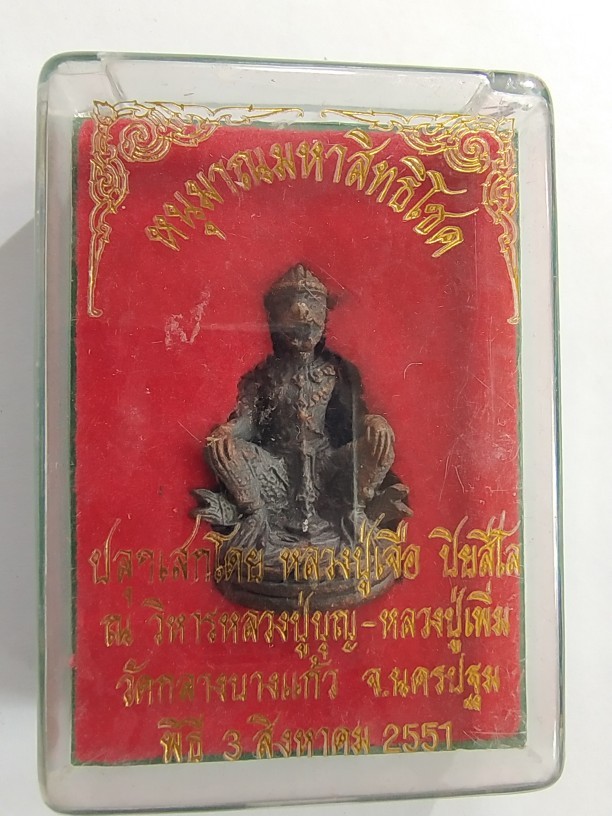 หนุมานมหาสิทธิโชค
ปลุกเสกโดย หลวงปู่เจือ ปิยสีโล
ณ วิหารหลวงปู่บุญ-หลวงปู่เพิ่ม
วัดกลางบางแก้ว จ.นครปฐม
พิธี 3 สิงหาคม 2551